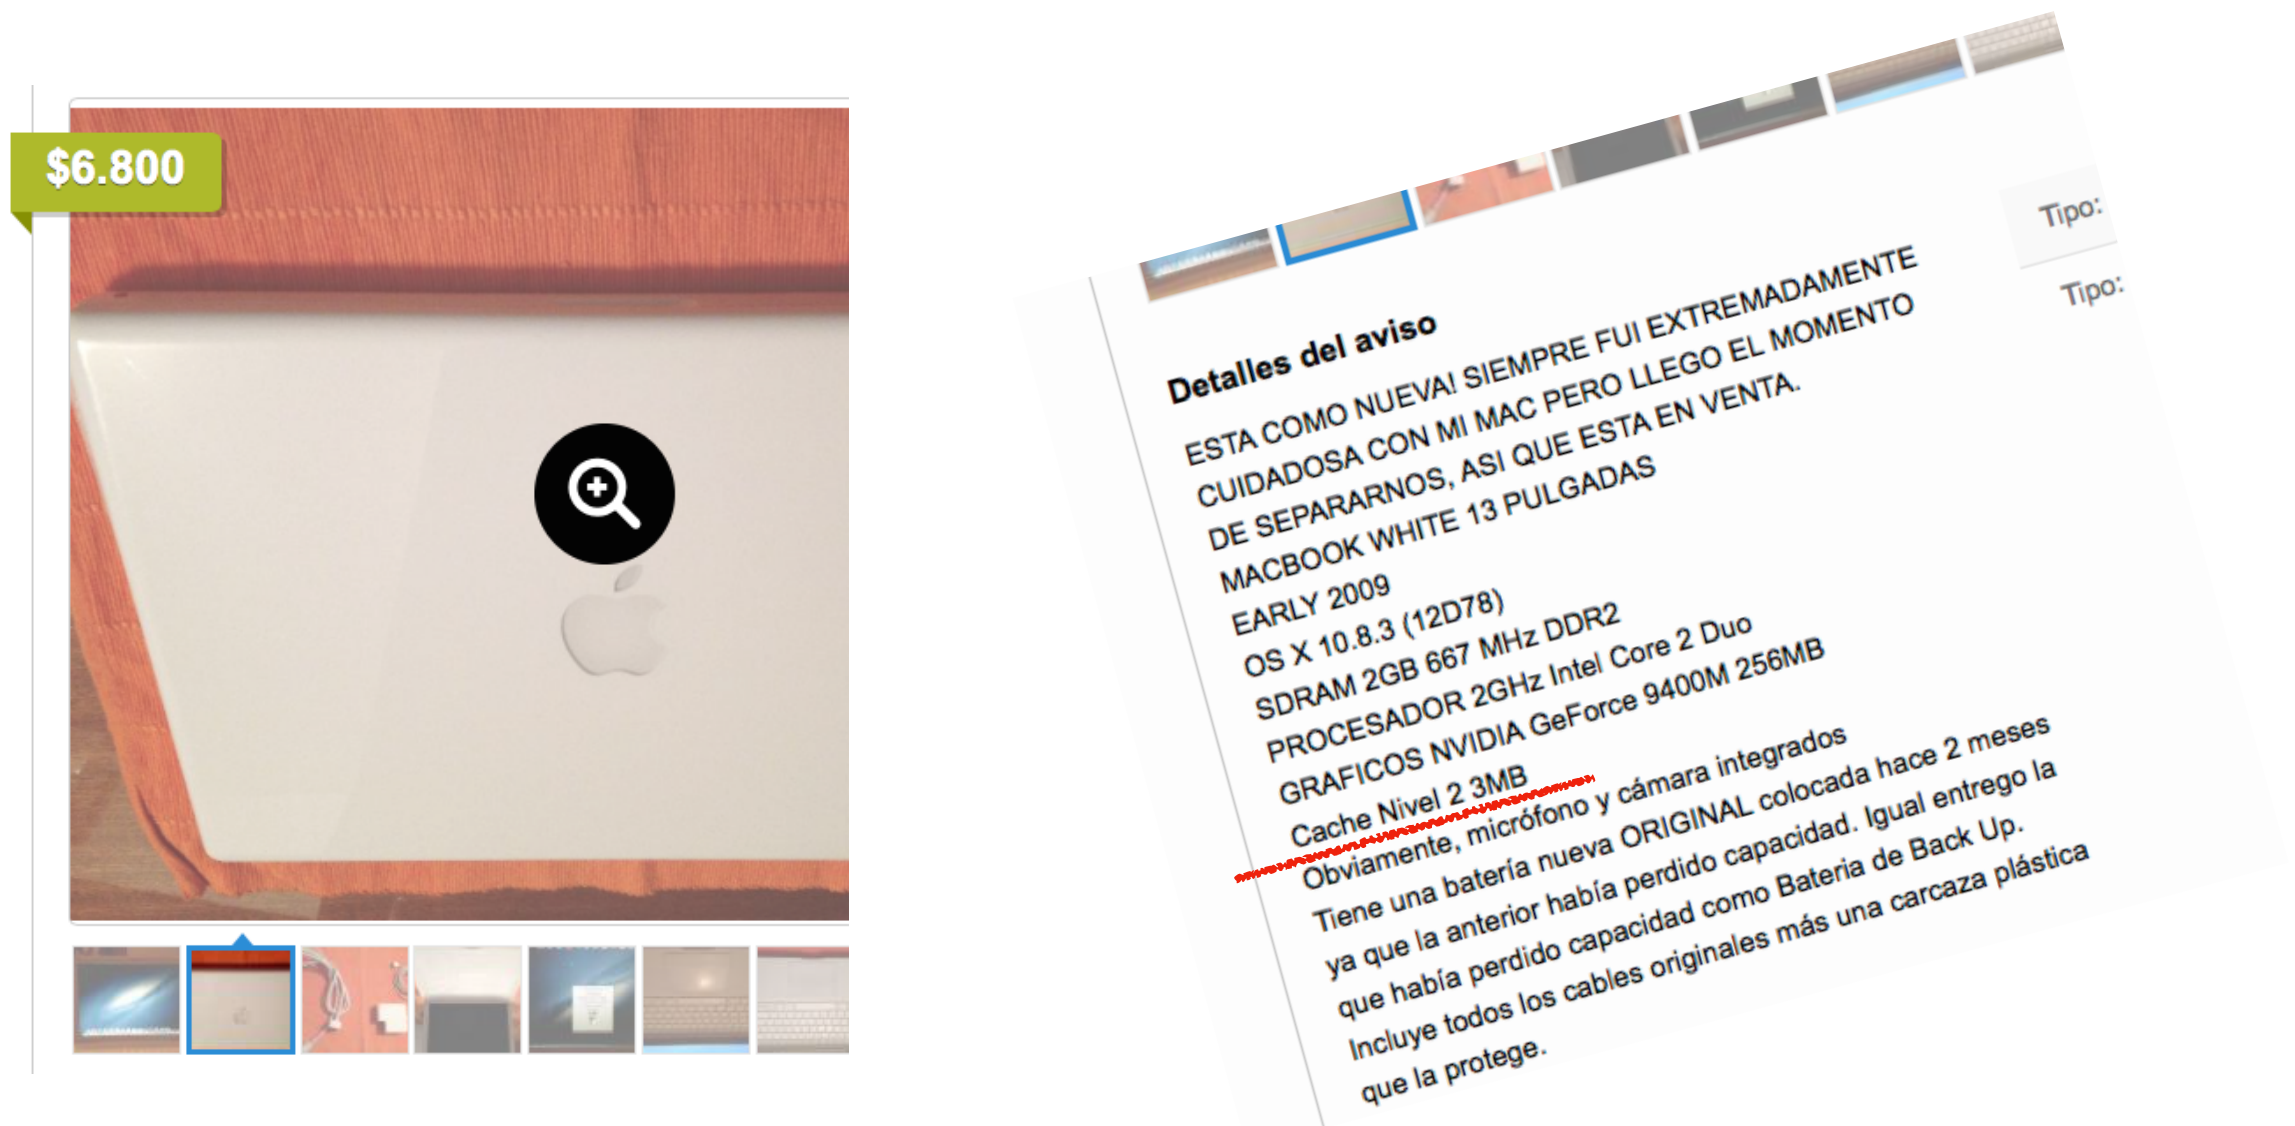 $6.800
Tipo:
Tipo:
Detalles del aviso
ESTA COMO NUEVA! SIEMPRE FUI EXTREMADAMENTE
CUIDADOSA CON MI MAC PERO LLEGO EL MOMENTO
DE SEPARARNOS, ASI QUE ESTA EN VENTA.
MACBOOK WHITE 13 PULGADAS
EARLY 2009
OS X 10.8.3 (12D78)
SDRAM 2GB 667 MHz DDR2
PROCESADOR 2GHz Intel Core 2 Duo
GRAFICOS NVIDIA GeForce 9400M 256MB
Cache Nivel 2 3MB
Obviamente, micrófono y cámara integrados
Tiene una batería nueva ORIGINAL colocada hace 2 meses
ya que la anterior había perdido capacidad. Igual entrego la
que había perdido capacidad como Bateria de Back Up.
Incluye todos los cables originales más una carcaza plástica
que la protege.